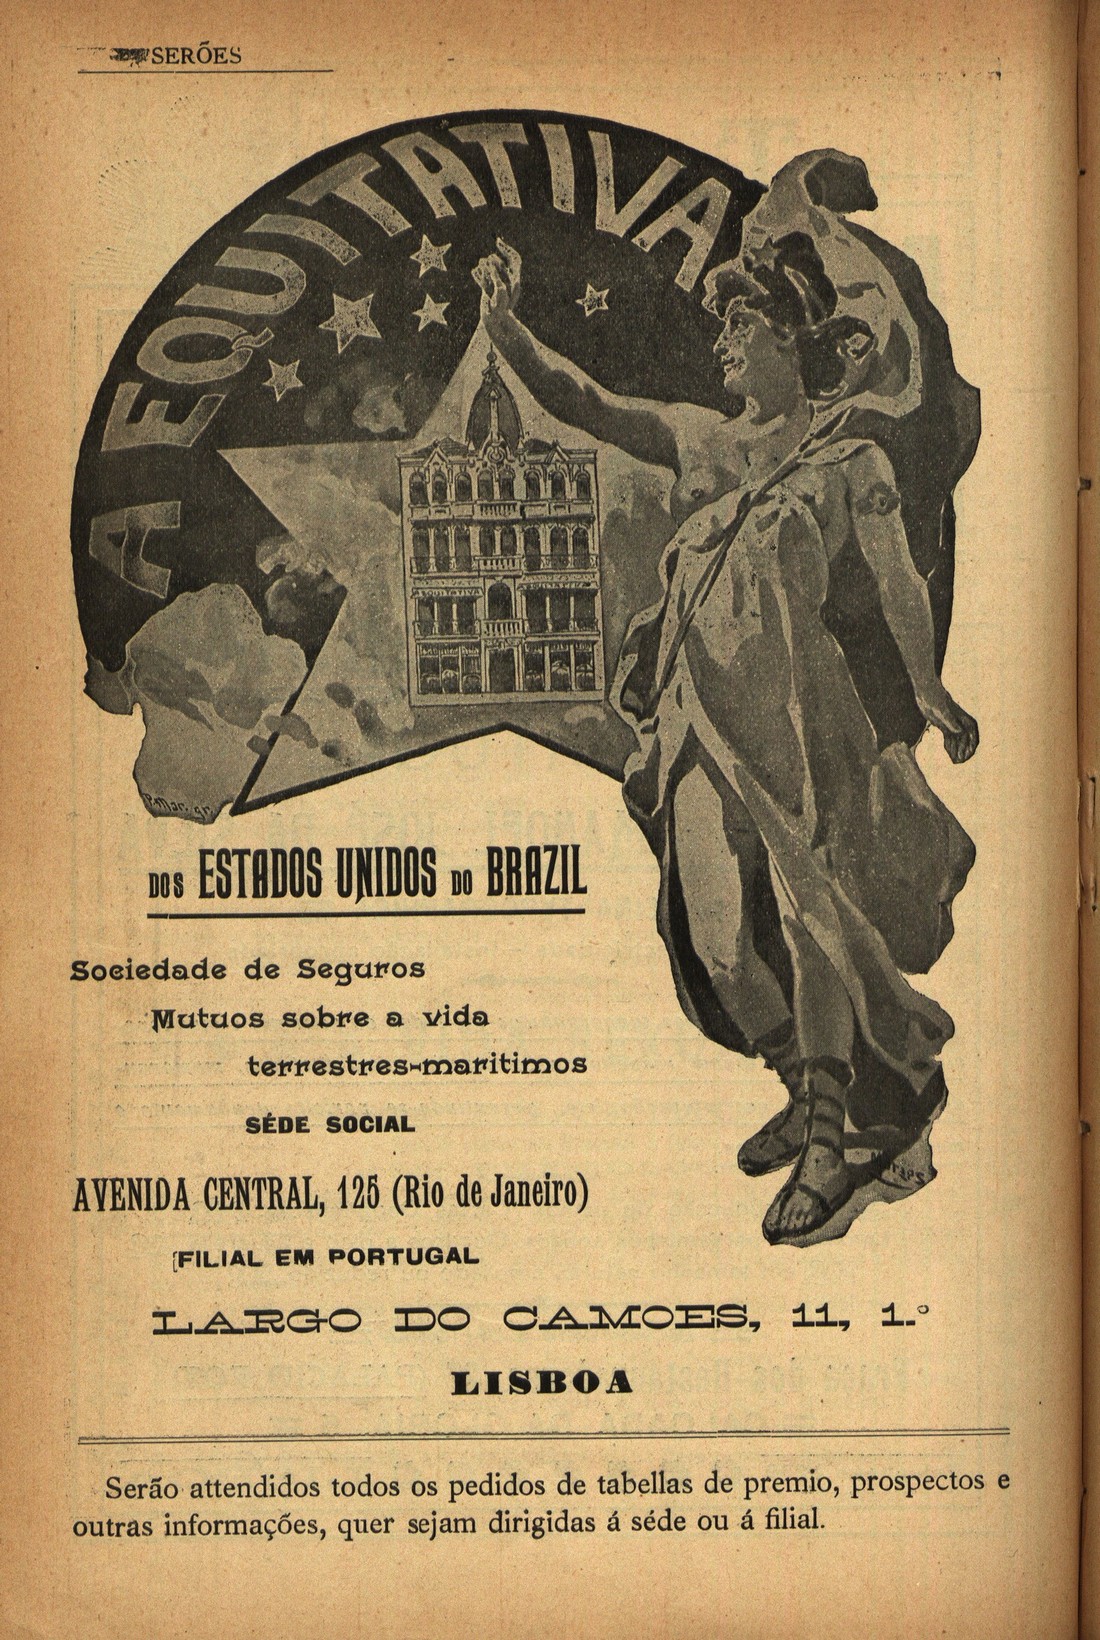 SERÕES
A EQUITATIVA
EQUITATIVA
DOS ESTADOS UNIDOS DO BRAZIL
Sociedade de Seguros
Mutuos sobre a vida
terrestres-maritimos
SÉDE SOCIAL
AVENIDA CENTRAL, 125 (Rio de Janeiro)
FILIAL EM PORTUGAL
LARGO DO CAMOES, 11, 1.º
LISBOA
Serão attendidos todos os pedidos de tabellas de premio, prospectos e
outras informações, quer sejam dirigidas á séde ou á filial.